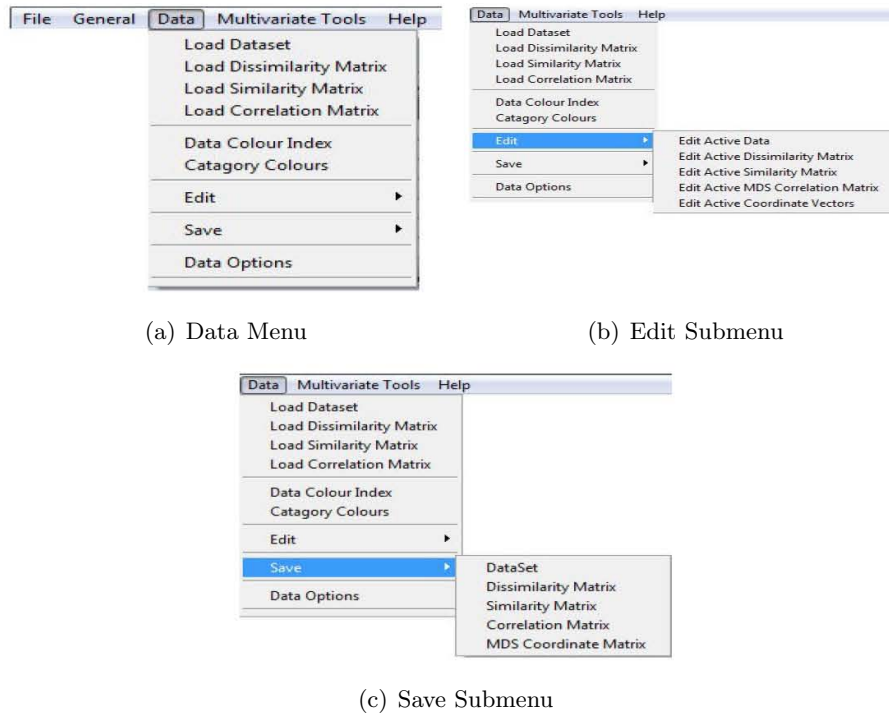 File General Data Multivariate Tools Help
Load Dataset
Load Dissimilarity Matrix
Load Similarity Matrix
Load Correlation Matrix
Data Colour Index
Catagory Colours
Edit
Save
Data Options
(a) Data Menu
Data Multivariate Tools Help
Load Dataset
Load Dissimilarity Matrix
Load Similarity Matrix
Load Correlation Matrix
Data Colour Index
Catagory Colours
Edit
Save
Data Options
Edit Active Data
Edit Active Dissimilarity Matrix
Edit Active Similarity Matrix
Edit Active MDS Correlation Matrix
Edit Active Coordinate Vectors
(b) Edit Submenu
Data Multivariate Tools Help
Load Dataset
Load Dissimilarity Matrix
Load Similarity Matrix
Load Correlation Matrix
Data Colour Index
Catagory Colours
Edit
Save
Data Options
DataSet
Dissimilarity Matrix
Similarity Matrix
Correlation Matrix
MDS Coordinate Matrix
(c) Save Submenu